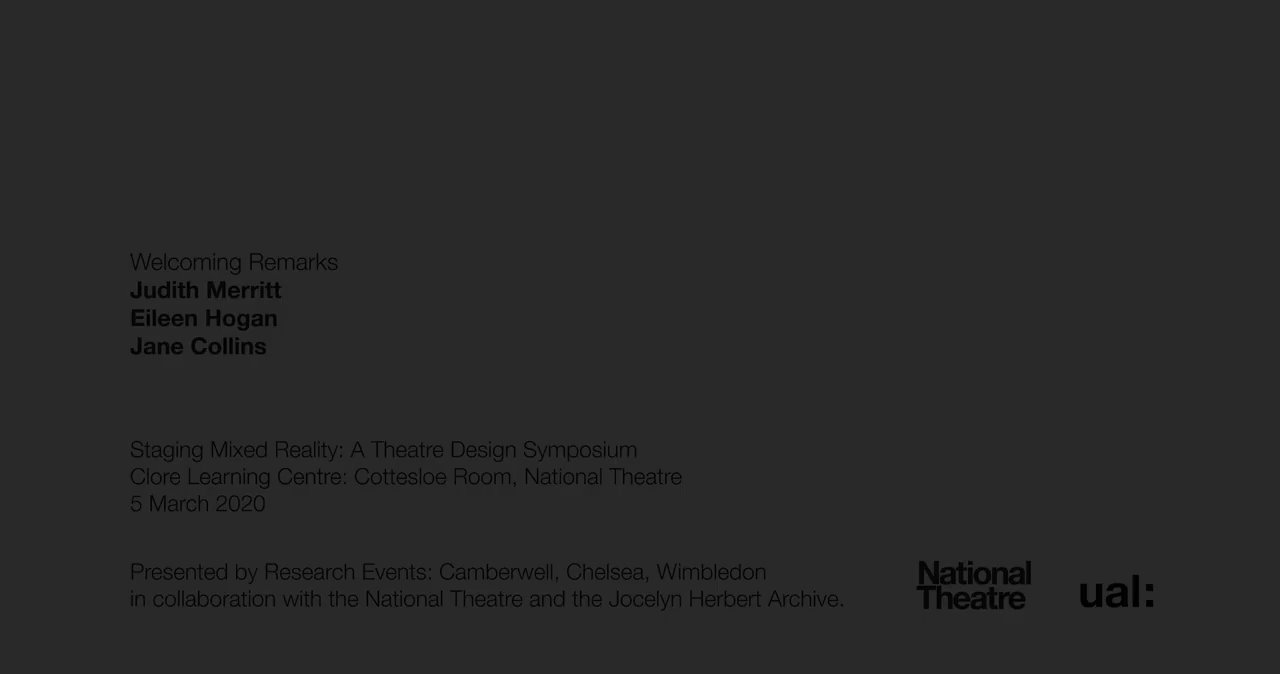 Welcoming Remarks
Judith Merritt
Eileen Hogan
Jane Collins
Staging Mixed Reality: A Theatre Design Symposium
Clore Learning Centre: Cottesloe Room, National Theatre
5 March 2020
Presented by Research Events: Camberwell, Chelsea, Wimbledon
in collaboration with the National Theatre and the Jocelyn Herbert Archive.
National
Theatre
ual: